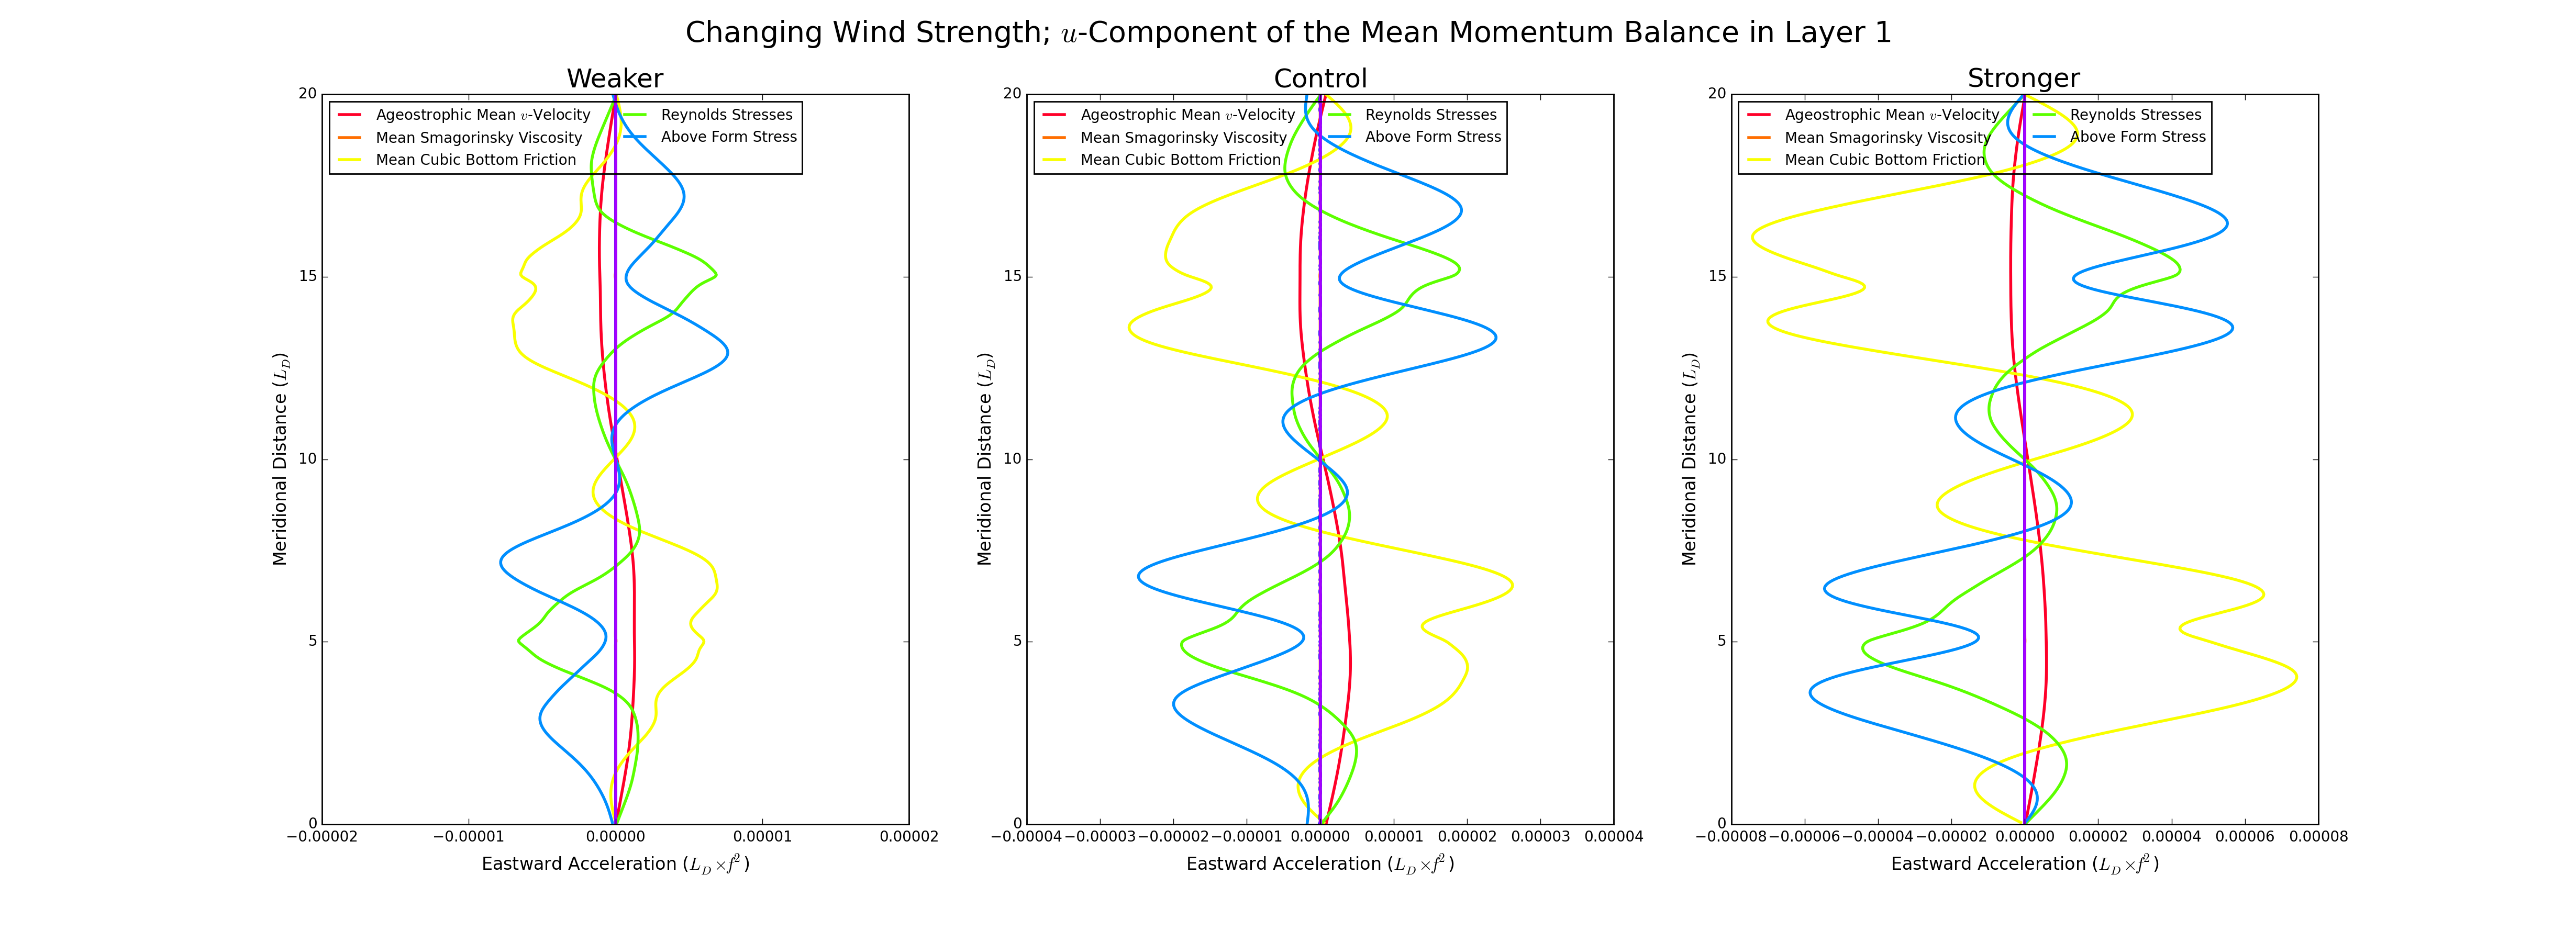 Changing Wind Strength; u-Component of the Mean Momentum Balance in Layer 1
Weaker
Ageostrophic Mean v-Velocity
Mean Smagorinsky Viscosity
Mean Cubic Bottom Friction
Reynolds Stresses
Above Form Stress
20
15
10
5
0
Meridional Distance (L_D)
−0.00002 −0.00001 0.00000 0.00001 0.00002
Eastward Acceleration (L_D × f²)
Control
Ageostrophic Mean v-Velocity
Mean Smagorinsky Viscosity
Mean Cubic Bottom Friction
Reynolds Stresses
Above Form Stress
20
15
10
5
0
Meridional Distance (L_D)
−0.00004 −0.00003 −0.00002 −0.00001 0.00000 0.00001 0.00002 0.00003 0.00004
Eastward Acceleration (L_D × f²)
Stronger
Ageostrophic Mean v-Velocity
Mean Smagorinsky Viscosity
Mean Cubic Bottom Friction
Reynolds Stresses
Above Form Stress
20
15
10
5
0
Meridional Distance (L_D)
−0.00008 −0.00006 −0.00004 −0.00002 0.00000 0.00002 0.00004 0.00006 0.00008
Eastward Acceleration (L_D × f²)